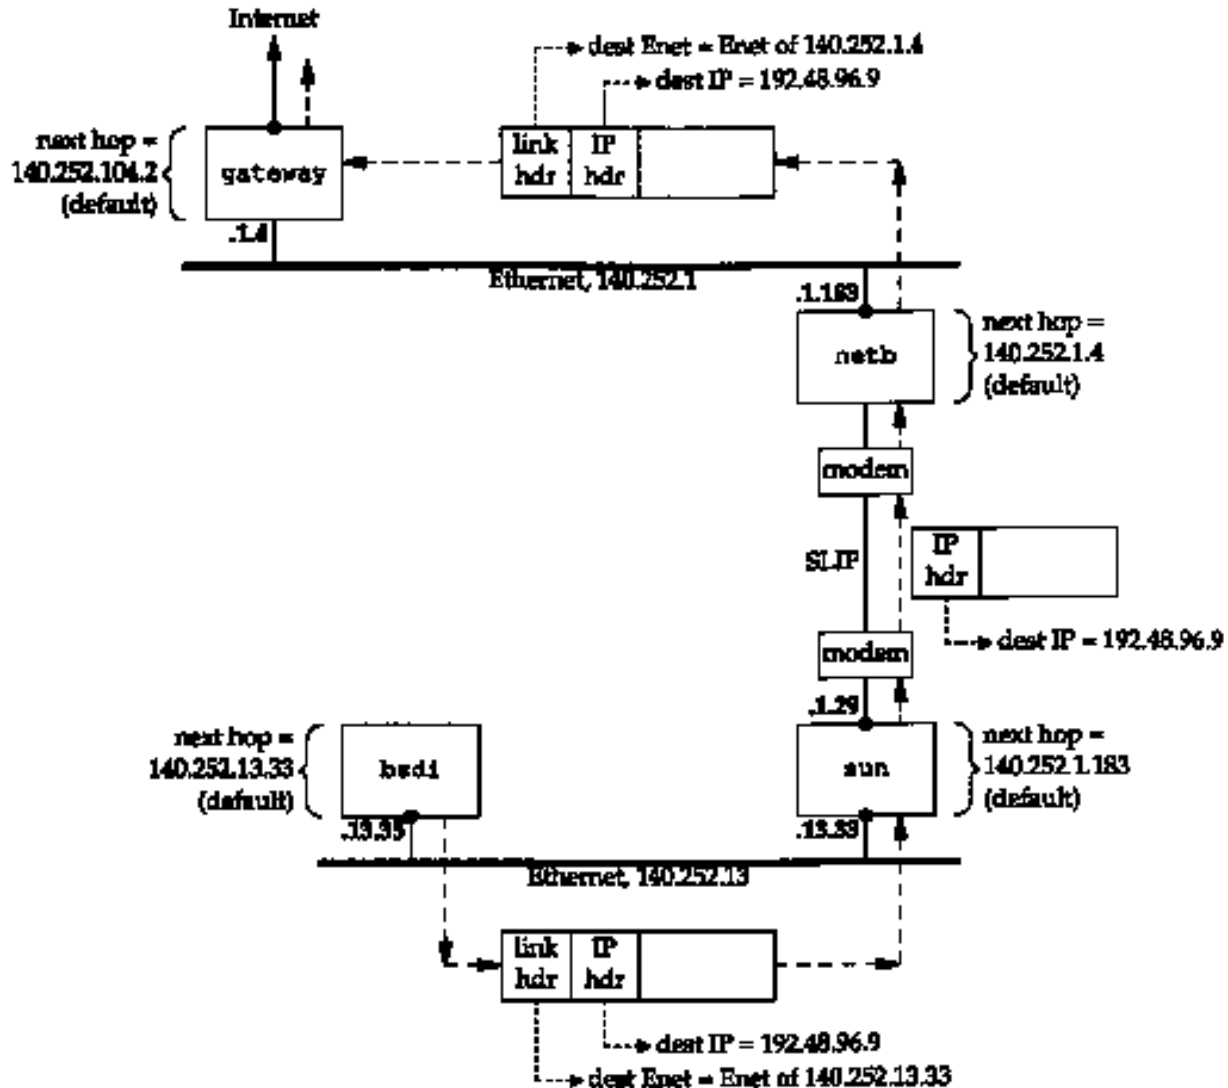 Internet
dest Enet = Enet of 140.252.1.4
dest IP = 192.48.96.9
next hop =
140.252.104.2
(default)
gateway
link
hdr
IP
hdr
.1.4
Ethernet, 140.252.1
.1.183
netb
next hop =
140.252.1.4
(default)
modem
SLIP
IP
hdr
dest IP = 192.48.96.9
modem
.1.29
next hop =
140.252.13.33
(default)
bsdi
sun
next hop =
140.252.1.183
(default)
.13.35
.13.33
Ethernet, 140.252.13
link
hdr
IP
hdr
dest IP = 192.48.96.9
dest Enet = Enet of 140.252.13.33